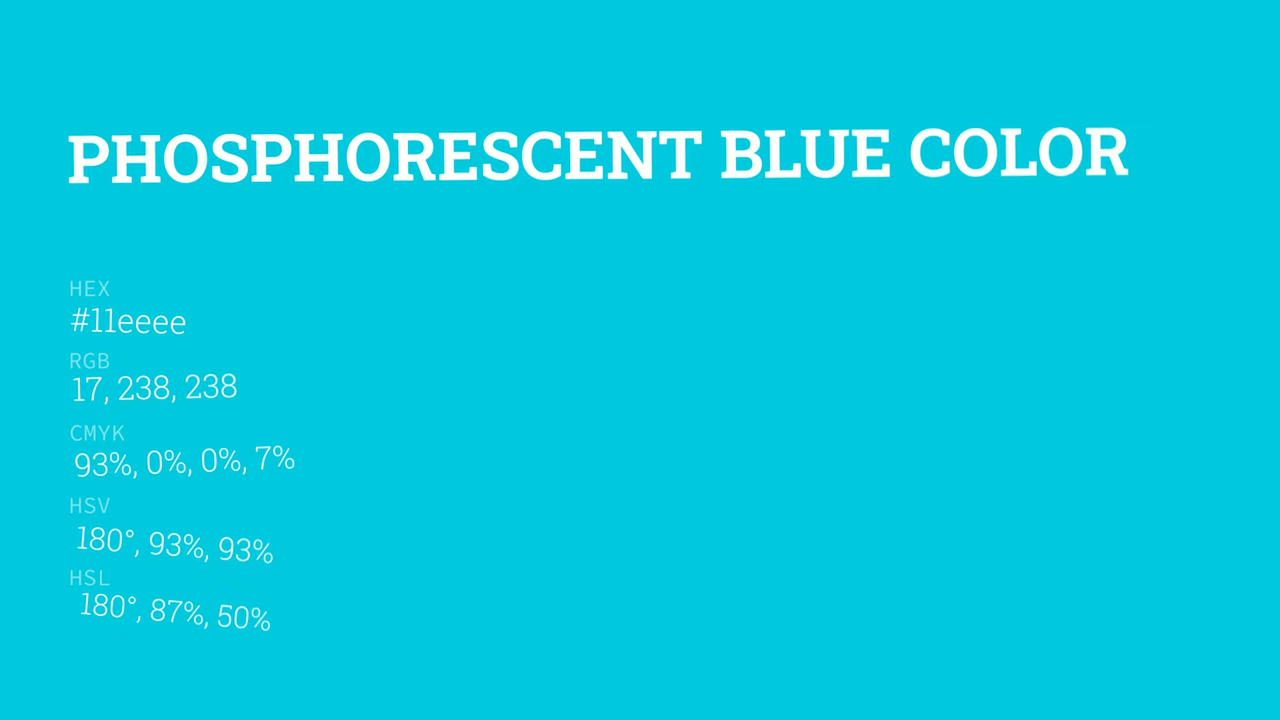 PHOSPHORESCENT BLUE COLOR
HEX
#11eeee
RGB
17, 238, 238
CMYK
93%, 0%, 0%, 7%
HSV
180°, 93%, 93%
HSL
180°, 87%, 50%